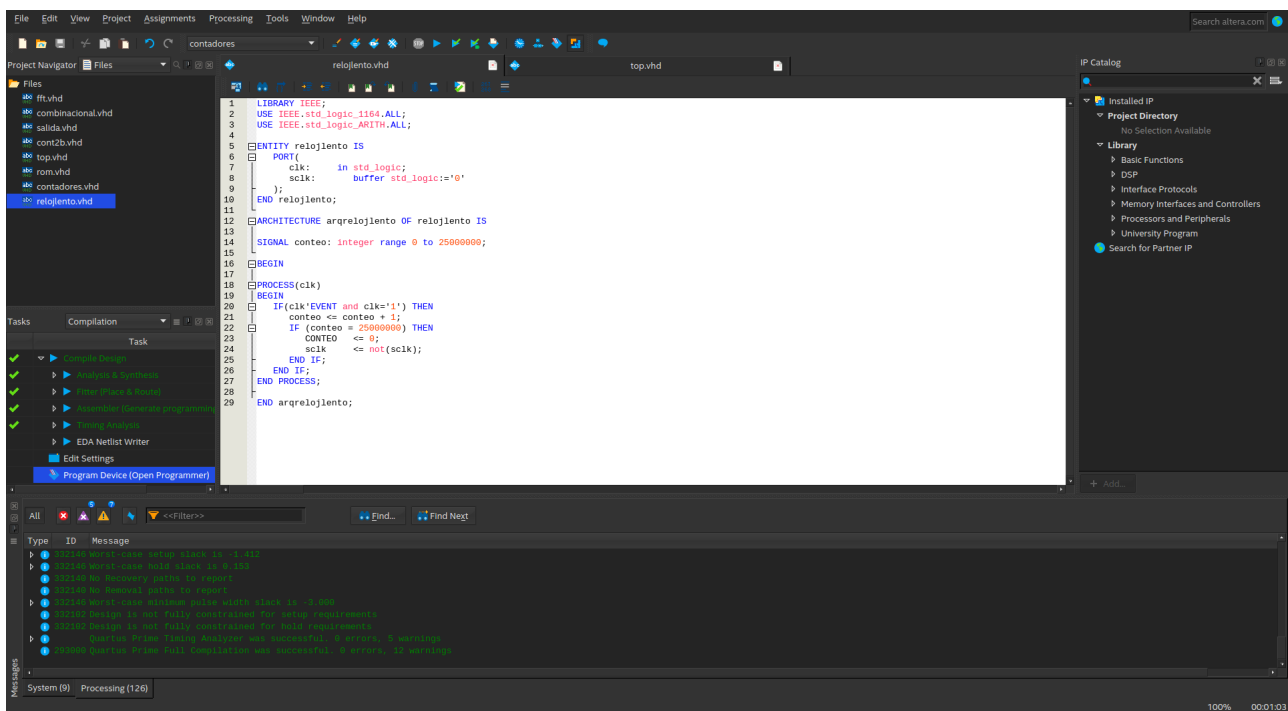 File Edit View Project Assignments Processing Tools Window Help
Search altera.com
contadores
Project Navigator Files
relojlento.vhd
top.vhd
IP Catalog
Files
fft.vhd
combinacional.vhd
salida.vhd
cont2b.vhd
top.vhd
rom.vhd
contadores.vhd
relojlento.vhd
1 LIBRARY IEEE;
2 USE IEEE.std_logic_1164.ALL;
3 USE IEEE.std_logic_ARITH.ALL;
4
5 ENTITY relojlento IS
6 PORT(
7 clk: in std_logic;
8 sclk: buffer std_logic:='0'
9 );
10 END relojlento;
11
12 ARCHITECTURE arqrelojlento OF relojlento IS
13
14 SIGNAL conteo: integer range 0 to 25000000;
15
16 BEGIN
17
18 PROCESS(clk)
19 BEGIN
20 IF(clk'EVENT and clk='1') THEN
21 conteo <= conteo + 1;
22 IF (conteo = 25000000) THEN
23 CONTEO <= 0;
24 sclk <= not(sclk);
25 END IF;
26 END IF;
27 END PROCESS;
28
29 END arqrelojlento;
Installed IP
Project Directory
No Selection Available
Library
Basic Functions
DSP
Interface Protocols
Memory Interfaces and Controllers
Processors and Peripherals
University Program
Search for Partner IP
+ Add...
Tasks Compilation
Task
Compile Design
Analysis & Synthesis
Fitter (Place & Route)
Assembler (Generate programming
Timing Analysis
EDA Netlist Writer
Edit Settings
Program Device (Open Programmer)
All
<<Filter>>
Find...
Find Next
Type ID Message
332146 Worst-case setup slack is -1.412
332146 Worst-case hold slack is 0.153
332140 No Recovery paths to report
332140 No Removal paths to report
332146 Worst-case minimum pulse width slack is -3.000
332102 Design is not fully constrained for setup requirements
332102 Design is not fully constrained for hold requirements
Quartus Prime Timing Analyzer was successful. 0 errors, 5 warnings
293000 Quartus Prime Full Compilation was successful. 0 errors, 12 warnings
Messages
System (9) Processing (126)
100% 00:01:03